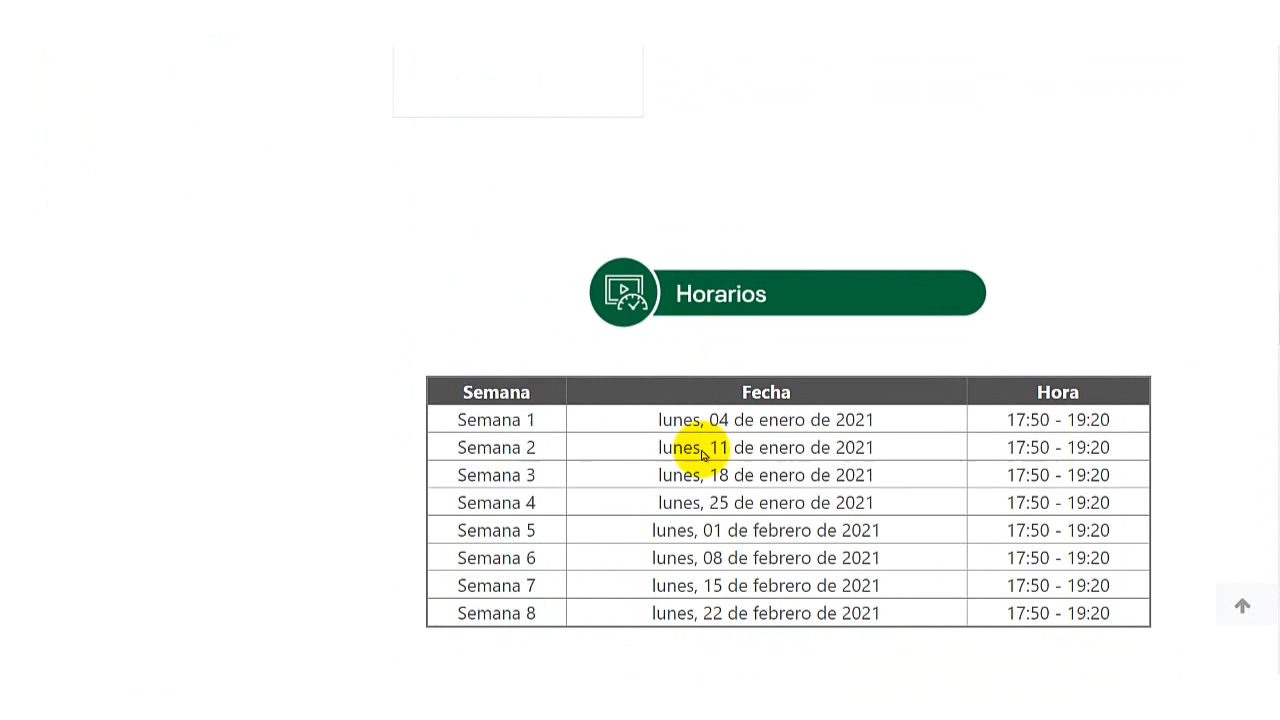 Horarios
Semana Fecha Hora
Semana 1 lunes, 04 de enero de 2021 17:50 - 19:20
Semana 2 lunes, 11 de enero de 2021 17:50 - 19:20
Semana 3 lunes, 18 de enero de 2021 17:50 - 19:20
Semana 4 lunes, 25 de enero de 2021 17:50 - 19:20
Semana 5 lunes, 01 de febrero de 2021 17:50 - 19:20
Semana 6 lunes, 08 de febrero de 2021 17:50 - 19:20
Semana 7 lunes, 15 de febrero de 2021 17:50 - 19:20
Semana 8 lunes, 22 de febrero de 2021 17:50 - 19:20